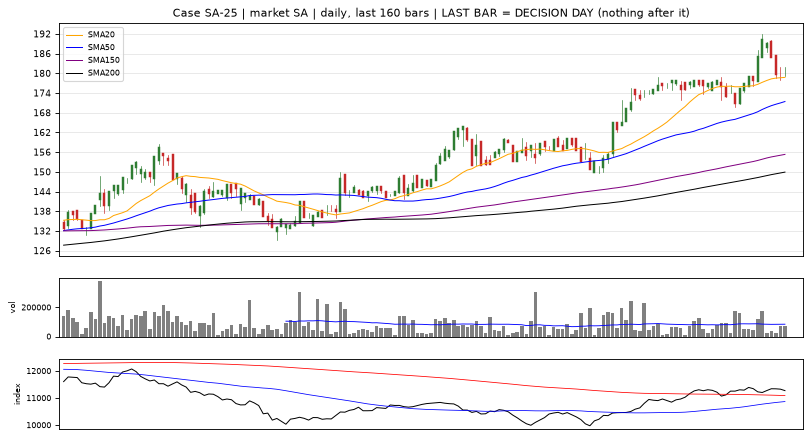 Case SA-25 | market SA | daily, last 160 bars | LAST BAR = DECISION DAY (nothing after it)
SMA20
SMA50
SMA150
SMA200
192
186
180
174
168
162
156
150
144
138
132
126
vol
200000
0
index
12000
11000
10000